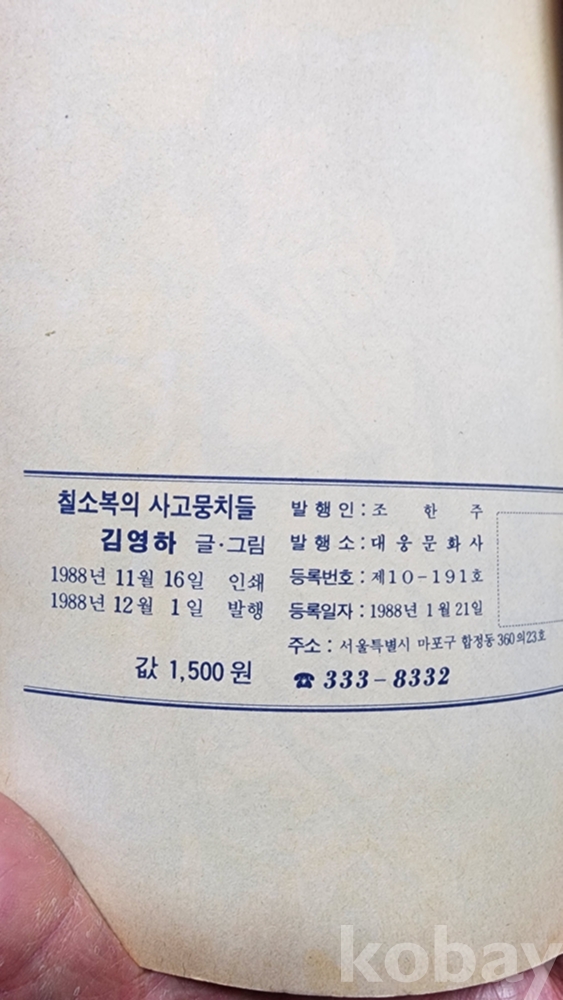 칠소복의 사고뭉치들
김영하 글·그림
1988년 11월 16일 인쇄
1988년 12월 1일 발행
값 1,500원
발행인:조 한 주
발행소:대웅문화사
등록번호:제10-191호
등록일자:1988년 1월 21일
주소:서울특별시 마포구 합정동 360의 23호
☎ 333-8332
kobay